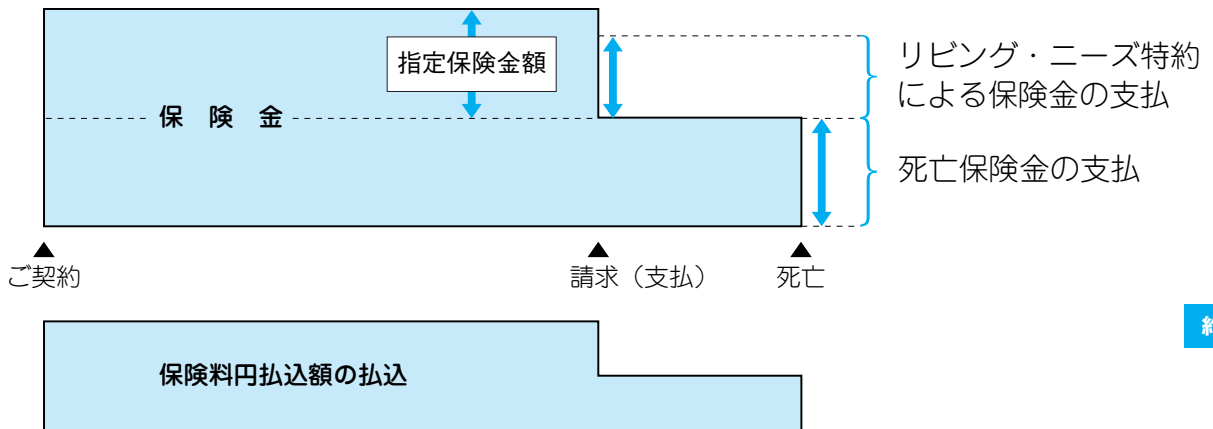 指定保険金額
リビング・ニーズ特約
による保険金の支払
保 険 金
死亡保険金の支払
ご契約
請求（支払）
死亡
保険料円払込額の払込